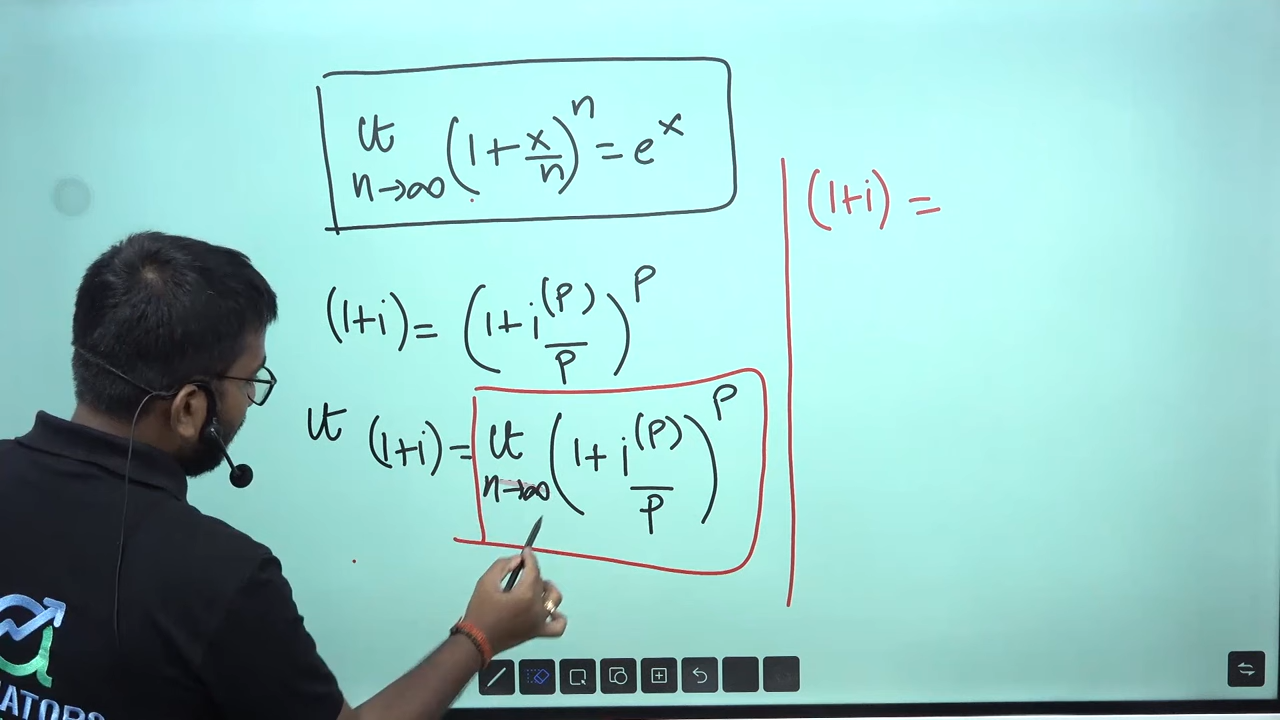 lt n→∞ (1+x/n)^n = e^x
(1+i) = (1+i^(p)/p)^p
lt (1+i) = lt n→∞ (1+i^(p)/p)^p
(1+i) =